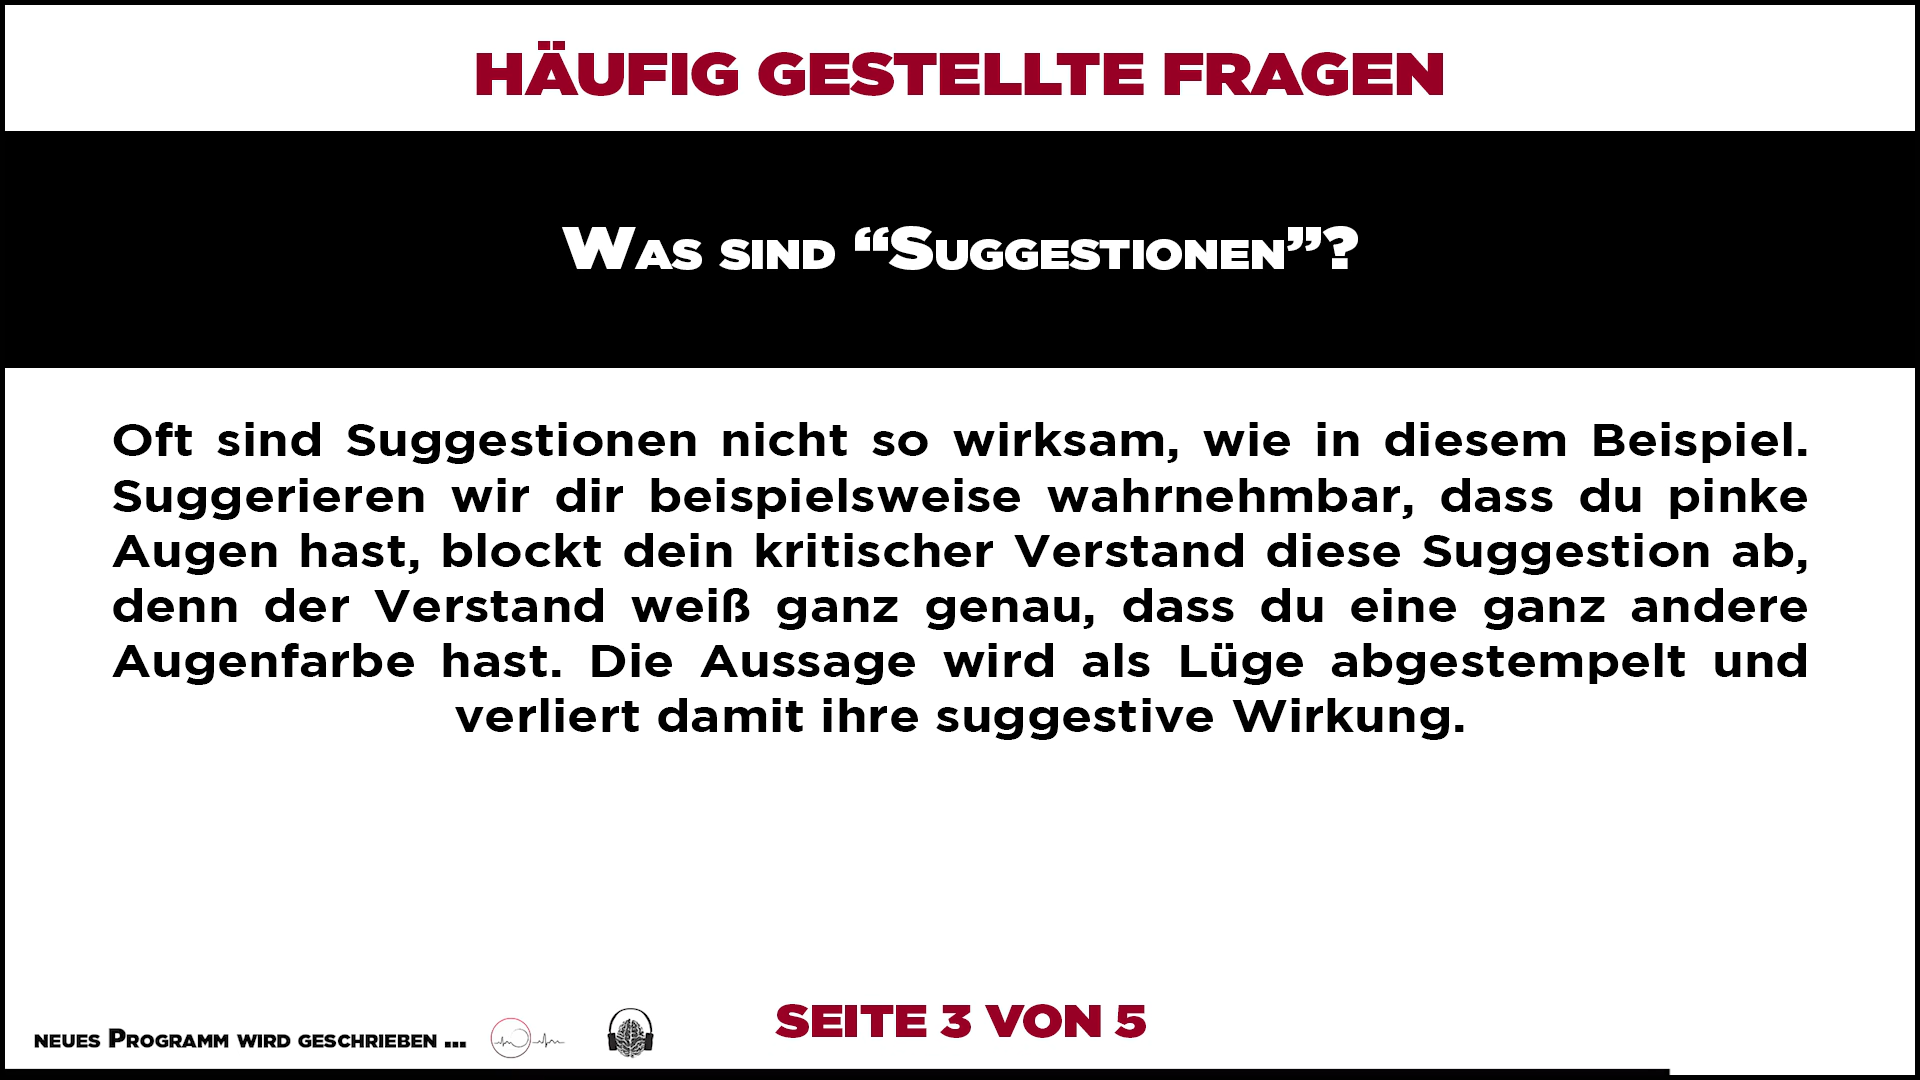 HÄUFIG GESTELLTE FRAGEN
Was sind “Suggestionen”?
Oft sind Suggestionen nicht so wirksam, wie in diesem Beispiel.
Suggerieren wir dir beispielsweise wahrnehmbar, dass du pinke
Augen hast, blockt dein kritischer Verstand diese Suggestion ab,
denn der Verstand weiß ganz genau, dass du eine ganz andere
Augenfarbe hast. Die Aussage wird als Lüge abgestempelt und
verliert damit ihre suggestive Wirkung.
neues Programm wird geschrieben ...
SEITE 3 VON 5